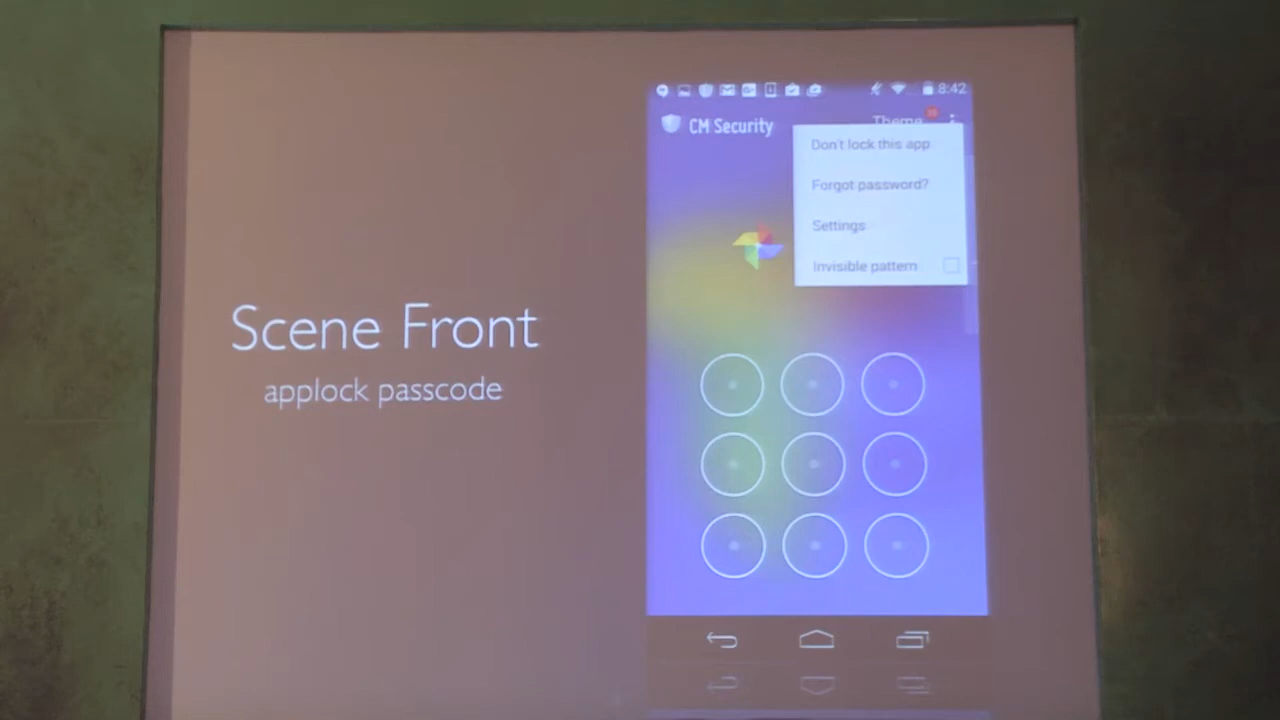 Scene Front
applock passcode
8:42
CM Security
Theme
Don't lock this app
Forgot password?
Settings
Invisible pattern